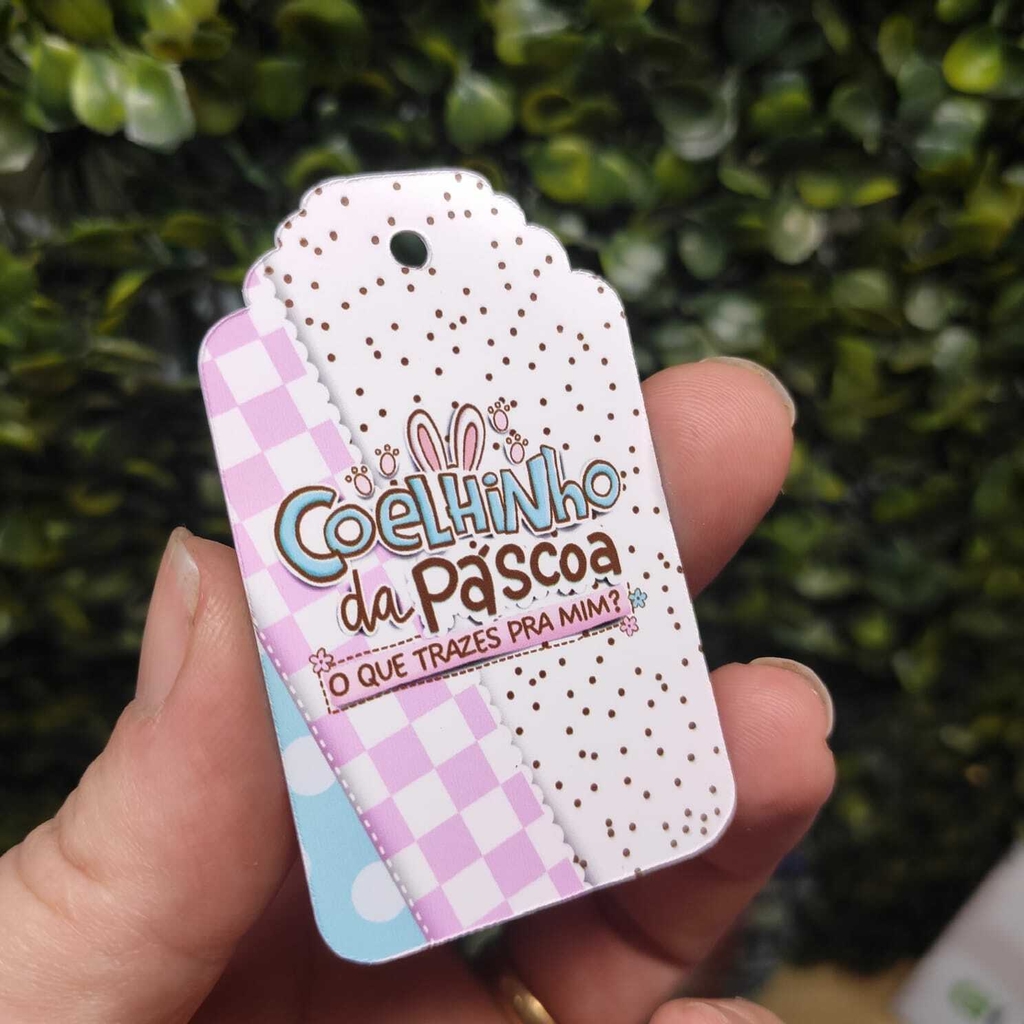 Coelhinho
da Páscoa
O QUE TRAZES PRA MIM?